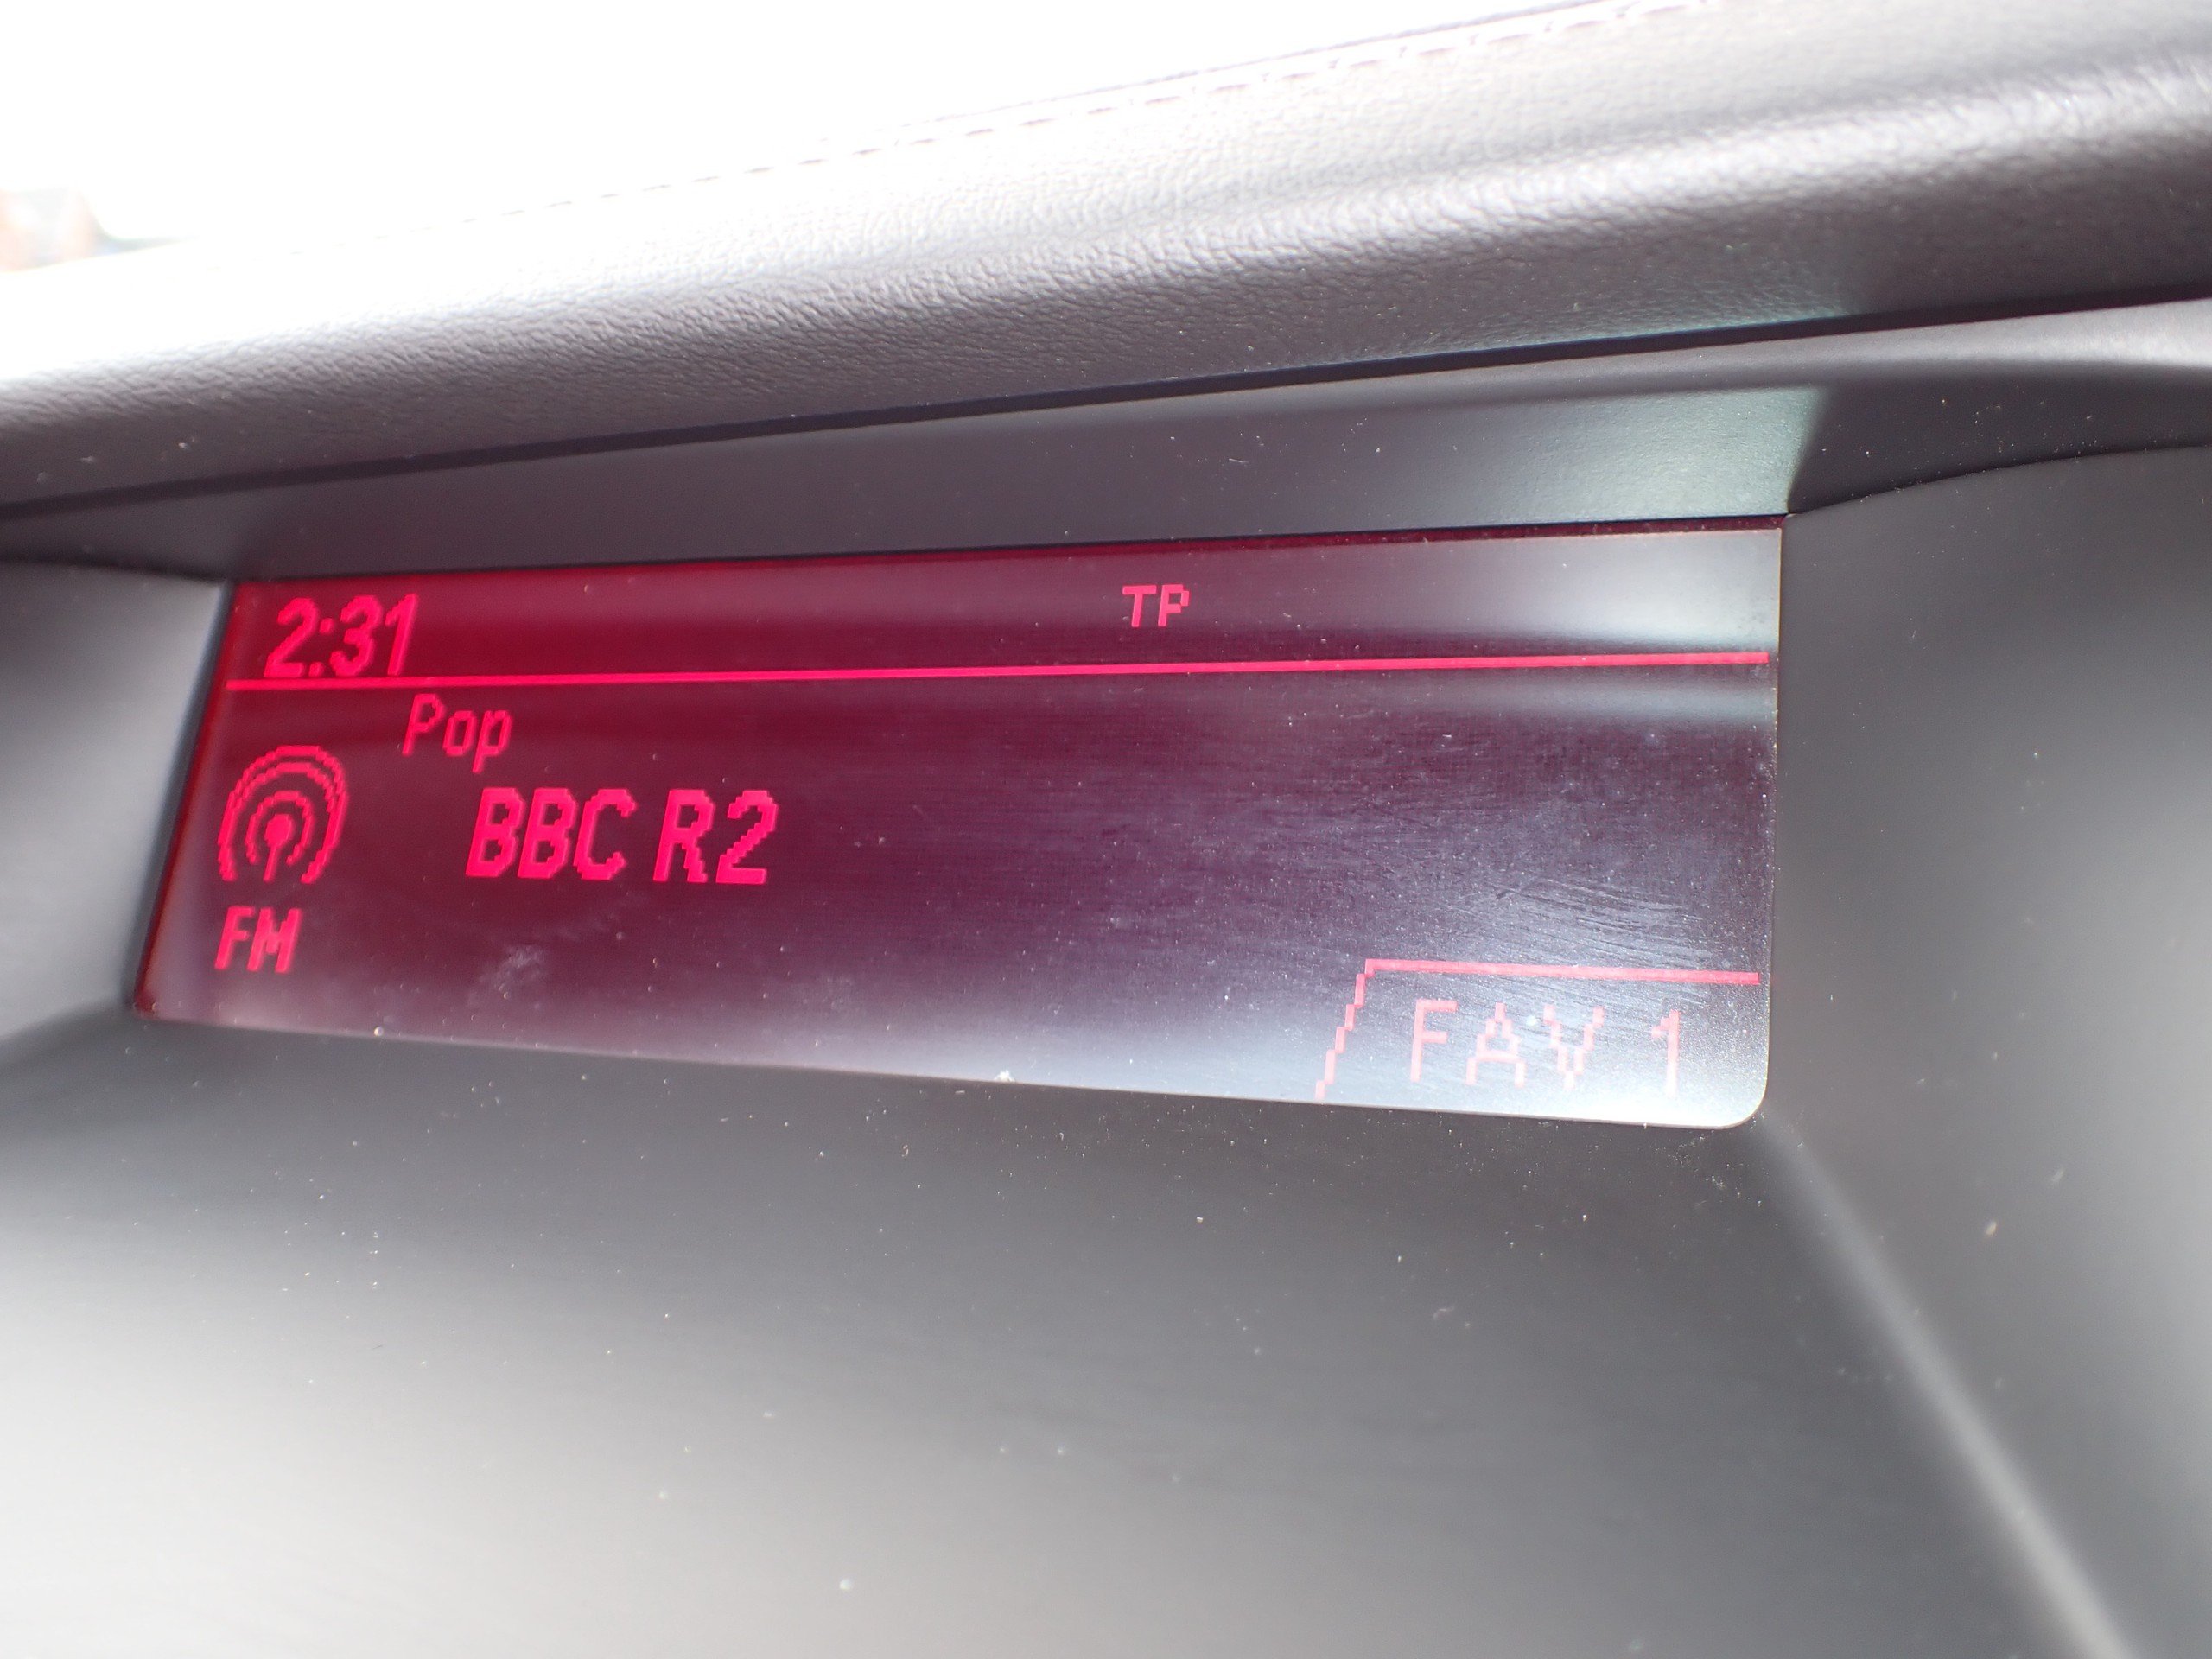 2:31 TP
Pop
BBC R2
FM
FAV 1